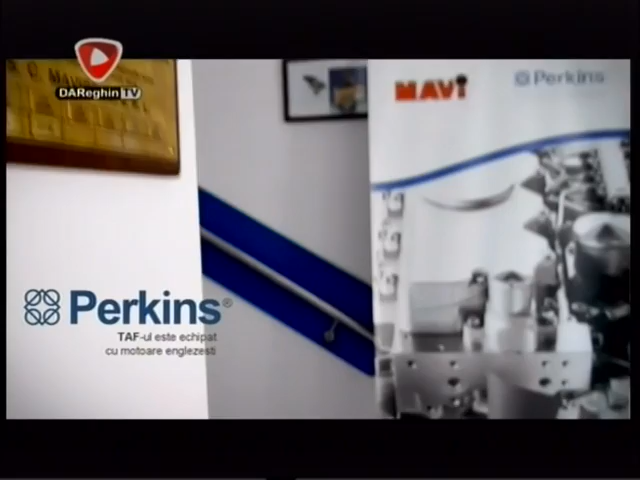 DAReghin TV
MAVi
Perkins
Perkins®
TAF-ul este echipat
cu motoare englezesti